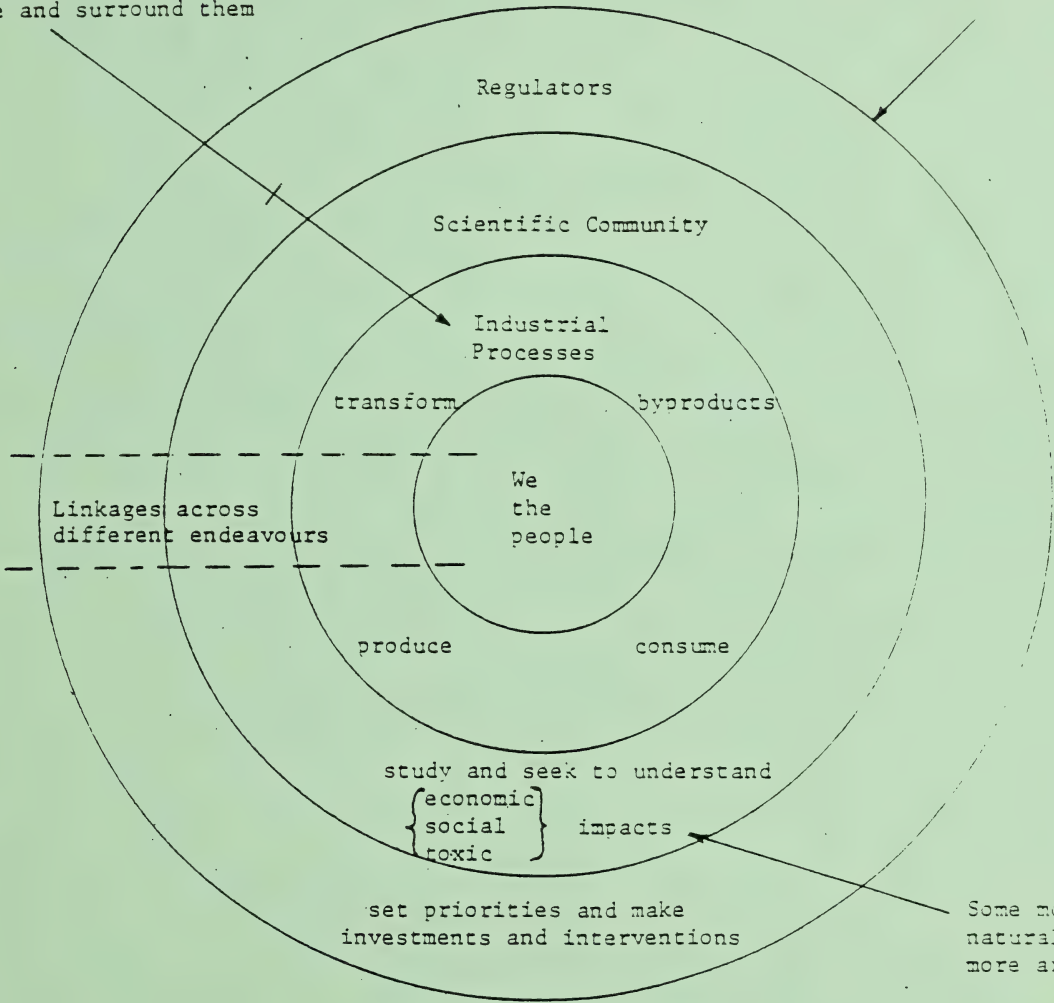 e and surround them
Regulators
Scientific Community
Industrial
Processes
transform
byproducts
We
the
people
Linkages across
different endeavours
produce
consume
study and seek to understand
economic
social
toxic
impacts
set priorities and make
investments and interventions
Some
natural
more